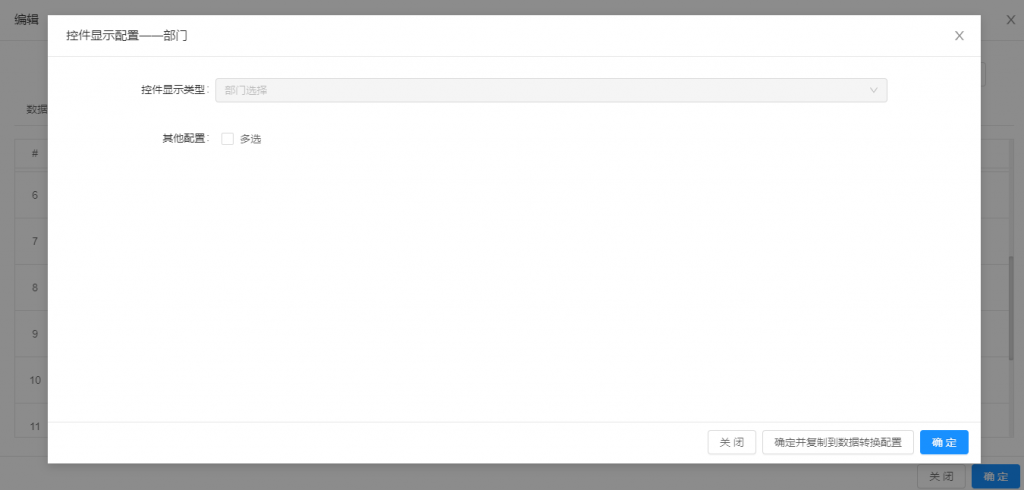 编辑
X
控件显示配置——部门
X
控件显示类型:
部门选择
数据
其他配置:
多选
#
6
7
8
9
10
11
关 闭
确定并复制到数据转换配置
确 定
关 闭
确 定